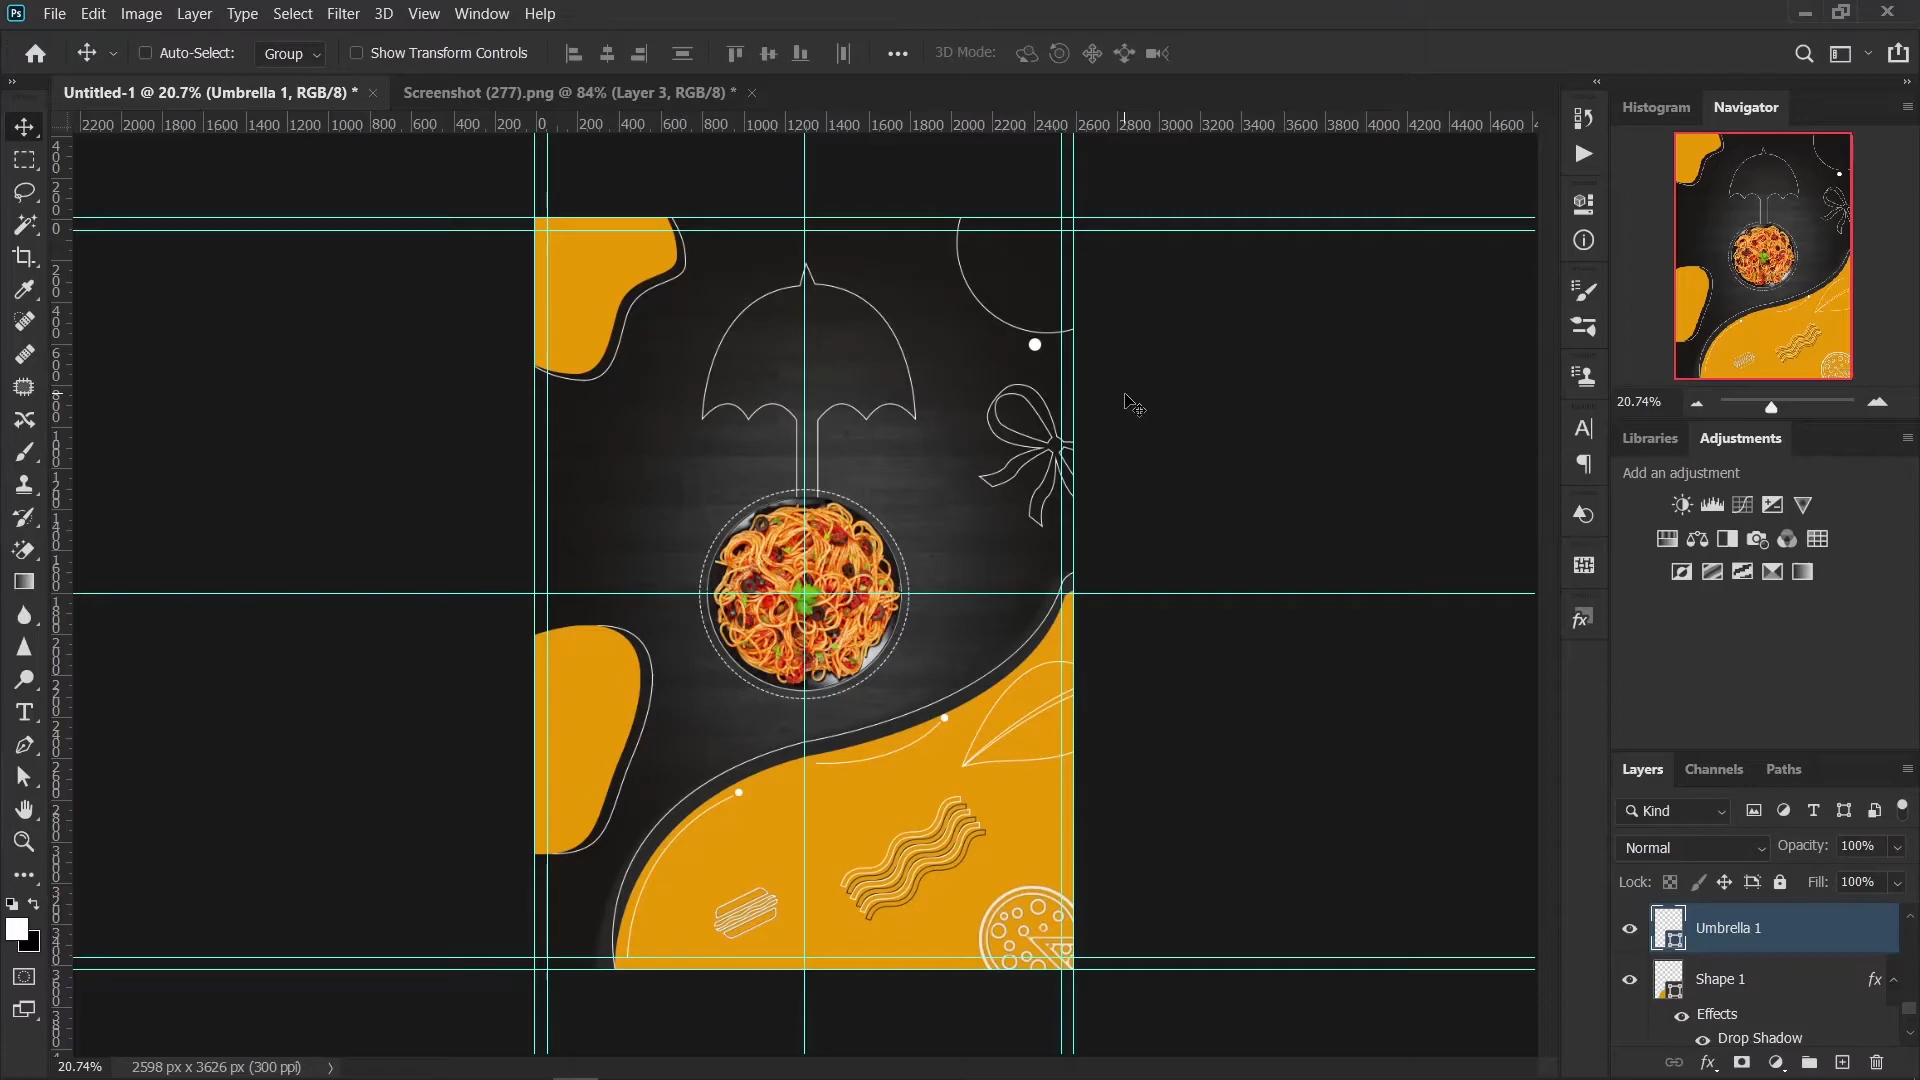 Ps File Edit Image Layer Type Select Filter 3D View Window Help
Auto-Select: Group Show Transform Controls 3D Mode:
Untitled-1 @ 20.7% (Umbrella 1, RGB/8) * Screenshot (277).png @ 84% (Layer 3, RGB/8) *
2200 2000 1800 1600 1400 1200 1000 800 600 400 200 0 200 400 600 800 1000 1200 1400 1600 1800 2000 2200 2400 2600 2800 3000 3200 3400 3600 3800 4000 4200 4400 4600
Histogram Navigator
20.74%
Libraries Adjustments
Add an adjustment
Layers Channels Paths
Kind
Normal Opacity: 100%
Lock: Fill: 100%
Umbrella 1
Shape 1 fx
Effects
Drop Shadow
20.74% 2598 px x 3626 px (300 ppi)